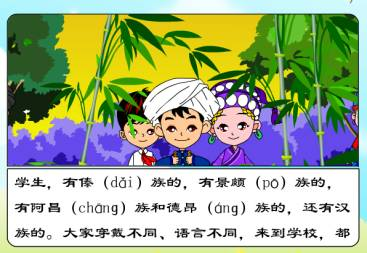 学生，有傣（dǎi）族的，有景颇（pō）族的，
有阿昌（chāng）族和德昂（áng）族的，还有汉
族的。大家穿戴不同、语言不同，来到学校，都